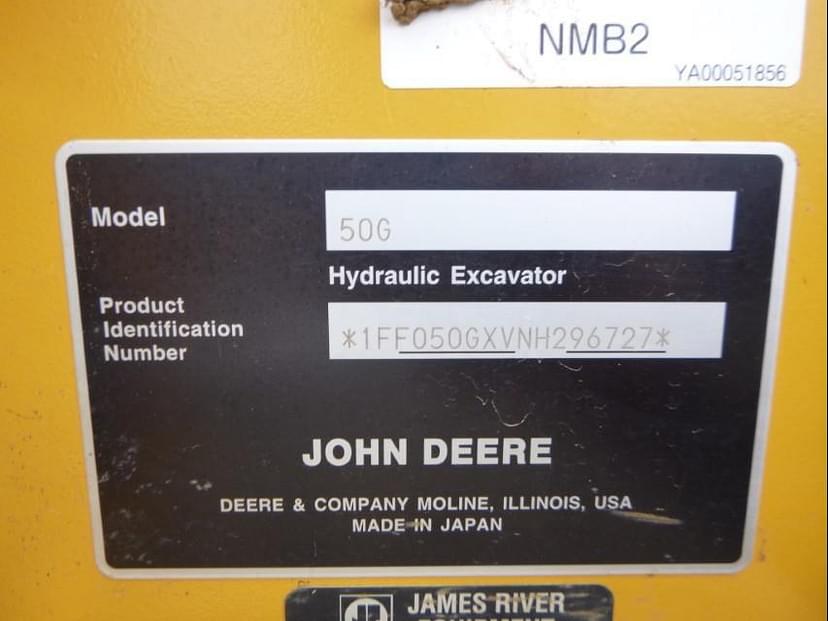 NMB2
YA00051856
Model
50G
Hydraulic Excavator
Product
Identification
Number
*1FF050GXVNH296727*
JOHN DEERE
DEERE & COMPANY MOLINE, ILLINOIS, USA
MADE IN JAPAN
JAMES RIVER
EQUIPMENT